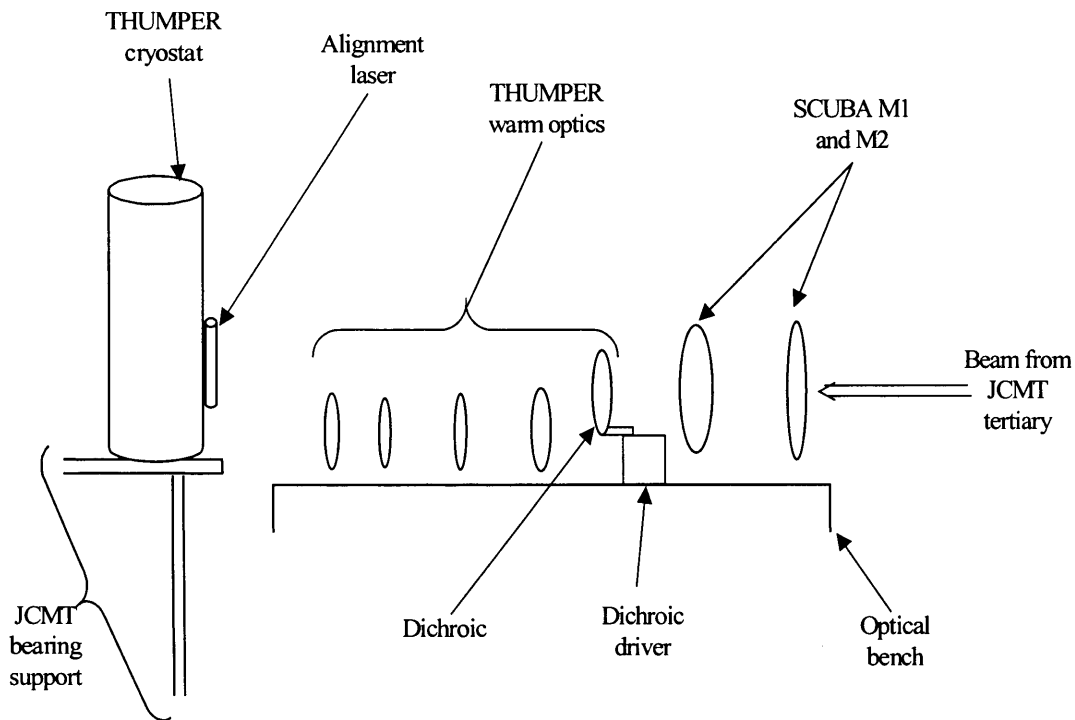 THUMPER
cryostat
Alignment
laser
THUMPER
warm optics
SCUBA M1
and M2
Beam from
JCMT
tertiary
JCMT
bearing
support
Dichroic
Dichroic
driver
Optical
bench